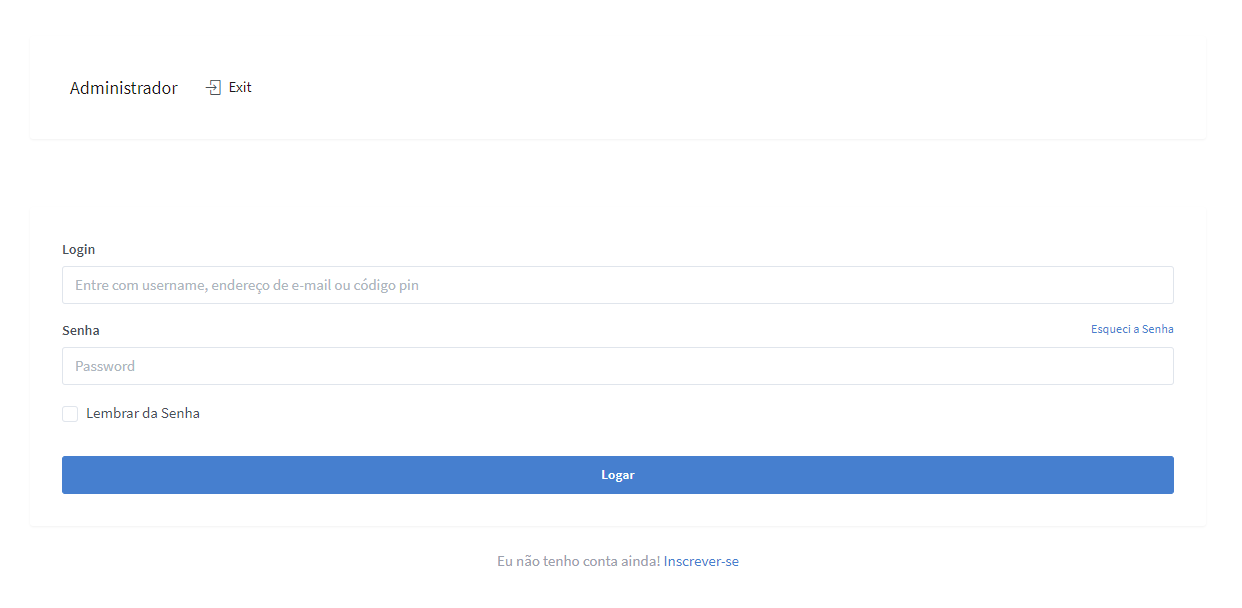 Administrador Exit
Login
Entre com username, endereço de e-mail ou código pin
Senha Esqueci a Senha
Password
Lembrar da Senha
Logar
Eu não tenho conta ainda! Inscrever-se